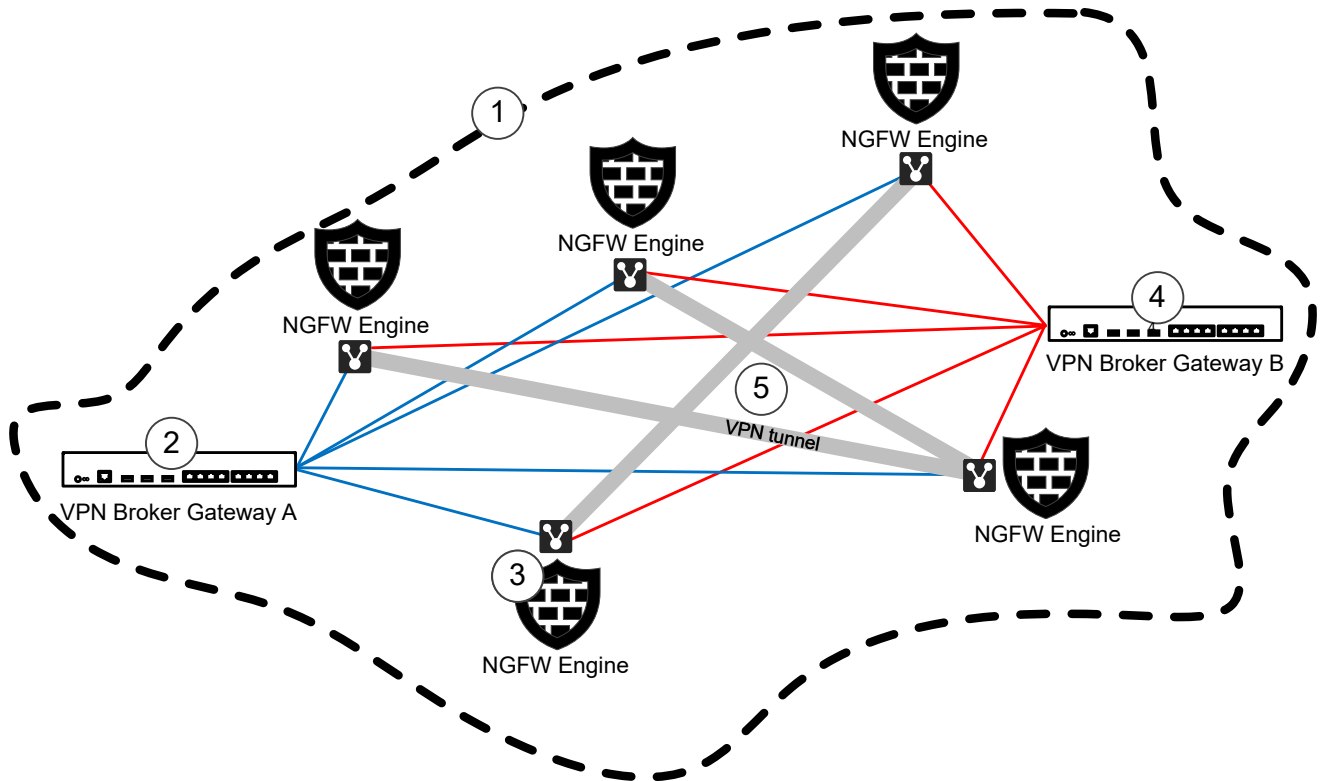 1
NGFW Engine
NGFW Engine
NGFW Engine
4
4
VPN Broker Gateway B
5
VPN tunnel
2
VPN Broker Gateway A
NGFW Engine
3
NGFW Engine